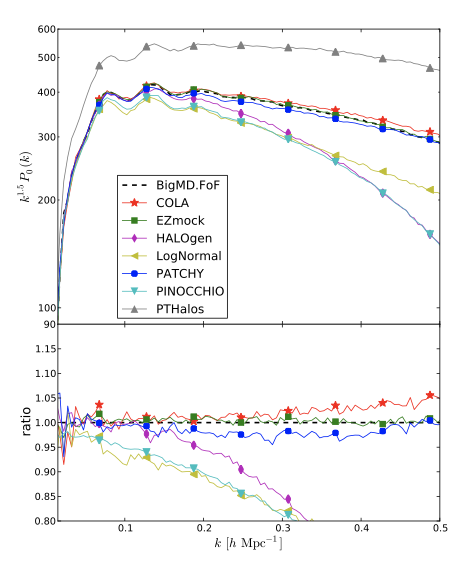 600
500
400
300
200
100
90
k^{1.5} P_0(k)
BigMD.FoF
COLA
EZmock
HALOgen
LogNormal
PATCHY
PINOCCHIO
PTHalos
1.15
1.10
1.05
1.00
0.95
0.90
0.85
0.80
ratio
0.1 0.2 0.3 0.4 0.5
k [h Mpc^{-1}]